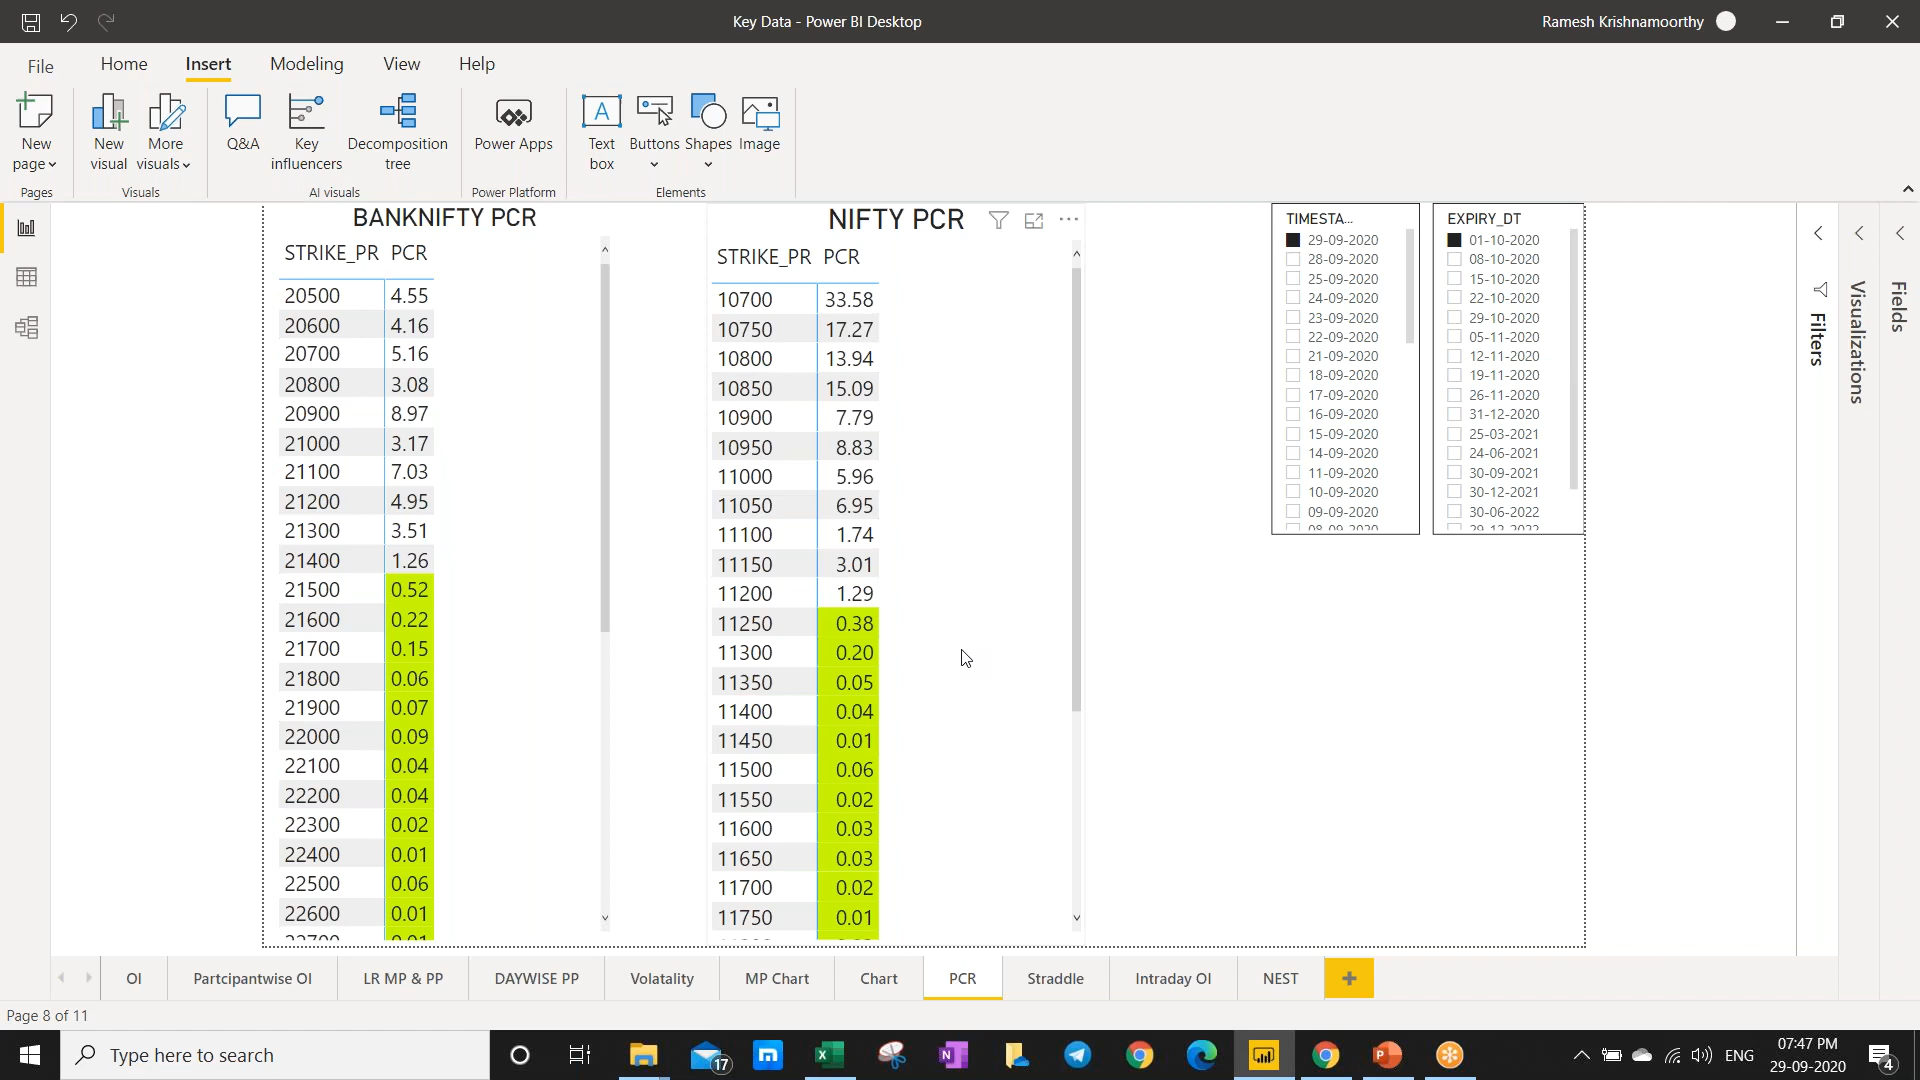 Key Data - Power BI Desktop
Ramesh Krishnamoorthy
File Home Insert Modeling View Help
New page
New visual
More visuals
Q&A
Key influencers
Decomposition tree
Power Apps
Text box
Buttons
Shapes
Image
Pages
Visuals
AI visuals
Power Platform
Elements
BANKNIFTY PCR
STRIKE_PR PCR
20500 4.55
20600 4.16
20700 5.16
20800 3.08
20900 8.97
21000 3.17
21100 7.03
21200 4.95
21300 3.51
21400 1.26
21500 0.52
21600 0.22
21700 0.15
21800 0.06
21900 0.07
22000 0.09
22100 0.04
22200 0.04
22300 0.02
22400 0.01
22500 0.06
22600 0.01
22700 0.01
NIFTY PCR
STRIKE_PR PCR
10700 33.58
10750 17.27
10800 13.94
10850 15.09
10900 7.79
10950 8.83
11000 5.96
11050 6.95
11100 1.74
11150 3.01
11200 1.29
11250 0.38
11300 0.20
11350 0.05
11400 0.04
11450 0.01
11500 0.06
11550 0.02
11600 0.03
11650 0.03
11700 0.02
11750 0.01
TIMESTA...
29-09-2020
28-09-2020
25-09-2020
24-09-2020
23-09-2020
22-09-2020
21-09-2020
18-09-2020
17-09-2020
16-09-2020
15-09-2020
14-09-2020
11-09-2020
10-09-2020
09-09-2020
08-09-2020
EXPIRY_DT
01-10-2020
08-10-2020
15-10-2020
22-10-2020
29-10-2020
05-11-2020
12-11-2020
19-11-2020
26-11-2020
31-12-2020
25-03-2021
24-06-2021
30-09-2021
30-12-2021
30-06-2022
29-12-2022
Filters
Visualizations
Fields
OI Partcipantwise OI LR MP & PP DAYWISE PP Volatality MP Chart Chart PCR Straddle Intraday OI NEST
Page 8 of 11
Type here to search
17
ENG
07:47 PM
29-09-2020
4